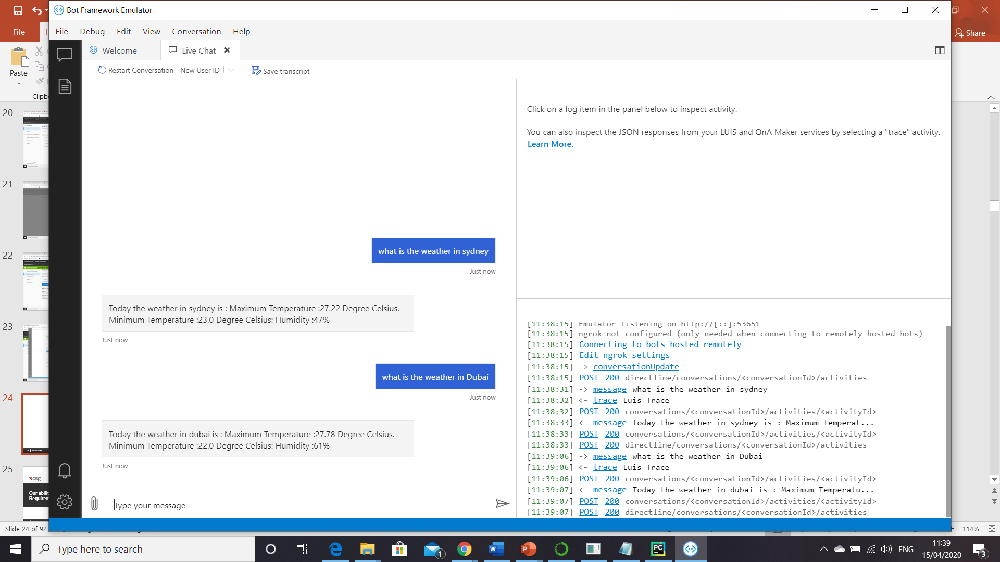 Bot Framework Emulator
File Debug Edit View Conversation Help
File
Share
Welcome
Live Chat
Restart Conversation - New User ID
Save transcript
Paste
20
21
22
23
24
25
csg
Click on a log item in the panel below to inspect activity.
You can also inspect the JSON responses from your LUIS and QnA Maker services by selecting a "trace" activity.
Learn More.
what is the weather in sydney
Just now
Today the weather in sydney is : Maximum Temperature :27.22 Degree Celsius.
Minimum Temperature :23.0 Degree Celsius: Humidity :47%
Just now
what is the weather in Dubai
Just now
Today the weather in dubai is : Maximum Temperature :27.78 Degree Celsius.
Minimum Temperature :22.0 Degree Celsius: Humidity :61%
Just now
Type your message
[11:38:15] Emulator listening on http://[::]:53651
[11:38:15] ngrok not configured (only needed when connecting to remotely hosted bots)
[11:38:15] Connecting to bots hosted remotely
[11:38:15] Edit ngrok settings
[11:38:15] -> conversationUpdate
[11:38:15] POST 200 directline/conversations/<conversationId>/activities
[11:38:31] -> message what is the weather in sydney
[11:38:32] <- trace Luis Trace
[11:38:32] POST 200 conversations/<conversationId>/activities/<activityId>
[11:38:33] <- message Today the weather in sydney is : Maximum Temperat...
[11:38:33] POST 200 conversations/<conversationId>/activities/<activityId>
[11:38:33] POST 200 directline/conversations/<conversationId>/activities
[11:39:06] -> message what is the weather in Dubai
[11:39:06] <- trace Luis Trace
[11:39:06] POST 200 conversations/<conversationId>/activities/<activityId>
[11:39:07] <- message Today the weather in dubai is : Maximum Temperatu...
[11:39:07] POST 200 conversations/<conversationId>/activities/<activityId>
[11:39:07] POST 200 directline/conversations/<conversationId>/activities
Slide 24 of 92
114%
Type here to search
1
ENG
11:39
15/04/2020
3